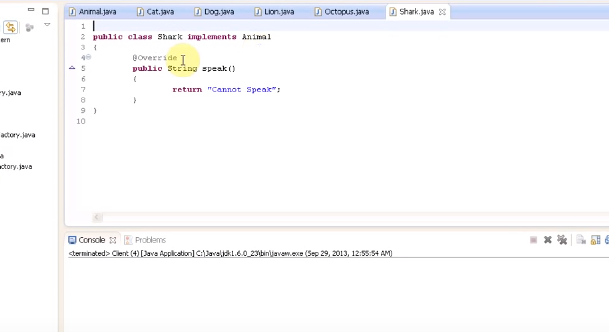 Animal.java Cat.java Dog.java Lion.java Octopus.java Shark.java
1
2 public class Shark implements Animal
3 {
4 @Override
5 public String speak()
6 {
7 return "Cannot Speak";
8 }
9 }
10
ern
ry.java
actory.java
a
actory.java
Console Problems
<terminated> Client (4) [Java Application] C:\Java\jdk1.6.0_23\bin\javaw.exe (Sep 29, 2013, 12:55:54 AM)